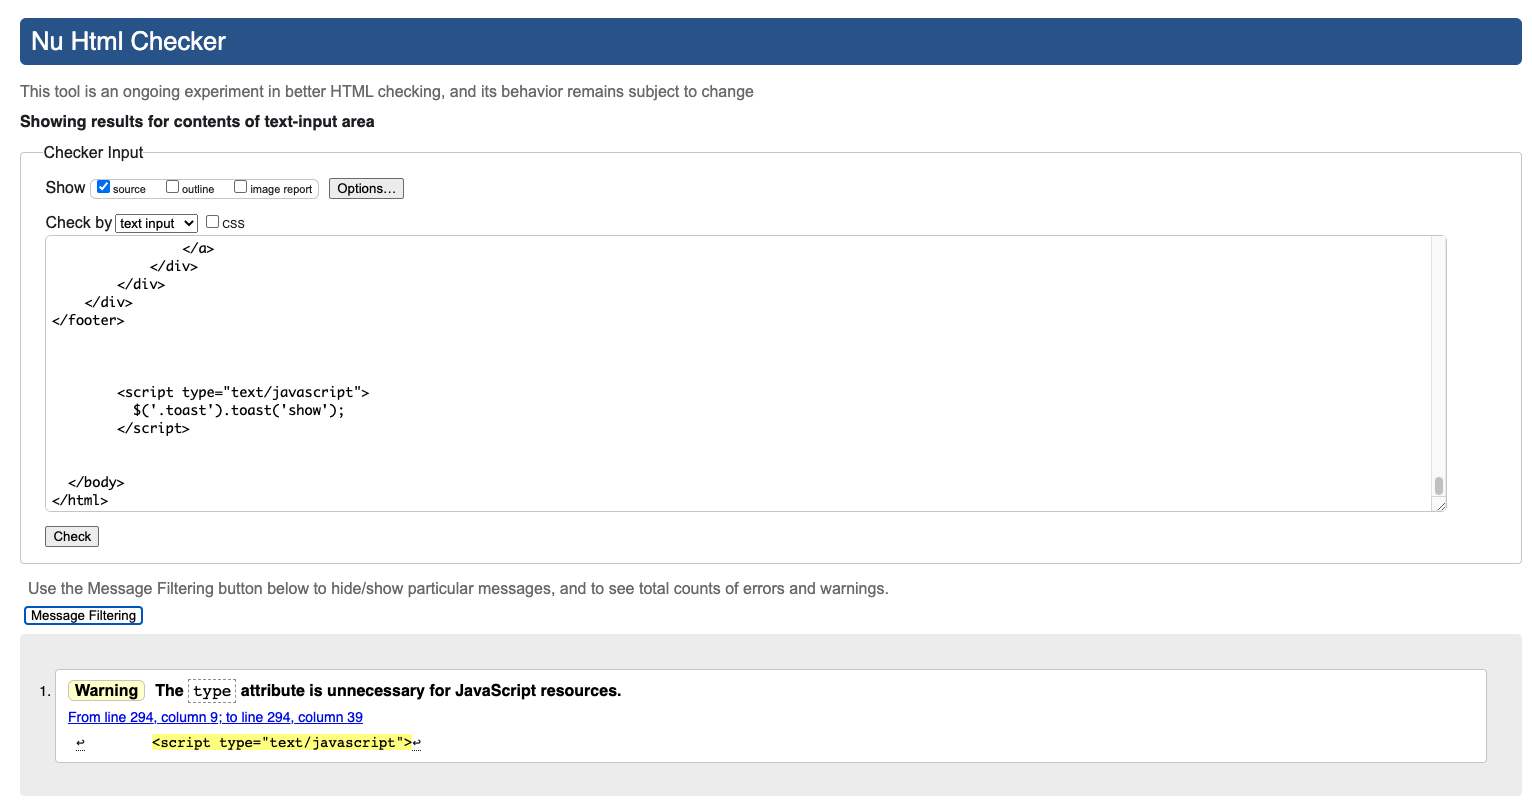 Nu Html Checker
This tool is an ongoing experiment in better HTML checking, and its behavior remains subject to change
Showing results for contents of text-input area
Checker Input
Show source outline image report Options…
Check by text input css
</a>
</div>
</div>
</div>
</footer>
<script type="text/javascript">
$('.toast').toast('show');
</script>
</body>
</html>
Check
Use the Message Filtering button below to hide/show particular messages, and to see total counts of errors and warnings.
Message Filtering
1. Warning The type attribute is unnecessary for JavaScript resources.
From line 294, column 9; to line 294, column 39
↩ <script type="text/javascript">↩